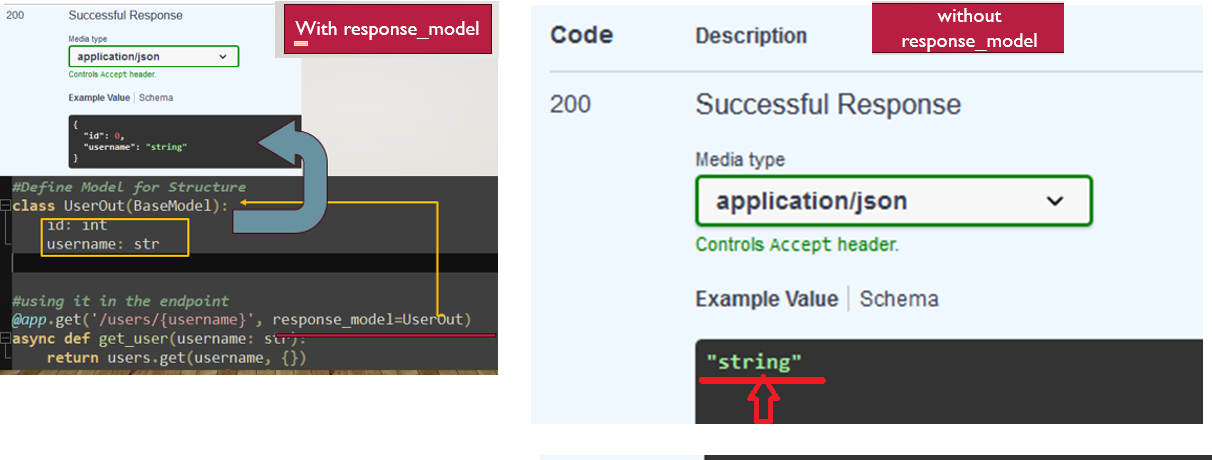 200
Successful Response
With response_model
Media type
application/json
Controls Accept header.
Example Value | Schema
{
"id": 0,
"username": "string"
}
#Define Model for Structure
class UserOut(BaseModel):
id: int
username: str
#using it in the endpoint
@app.get('/users/{username}', response_model=UserOut)
async def get_user(username: str):
return users.get(username, {})
without
response_model
Code
Description
200
Successful Response
Media type
application/json
Controls Accept header.
Example Value | Schema
"string"